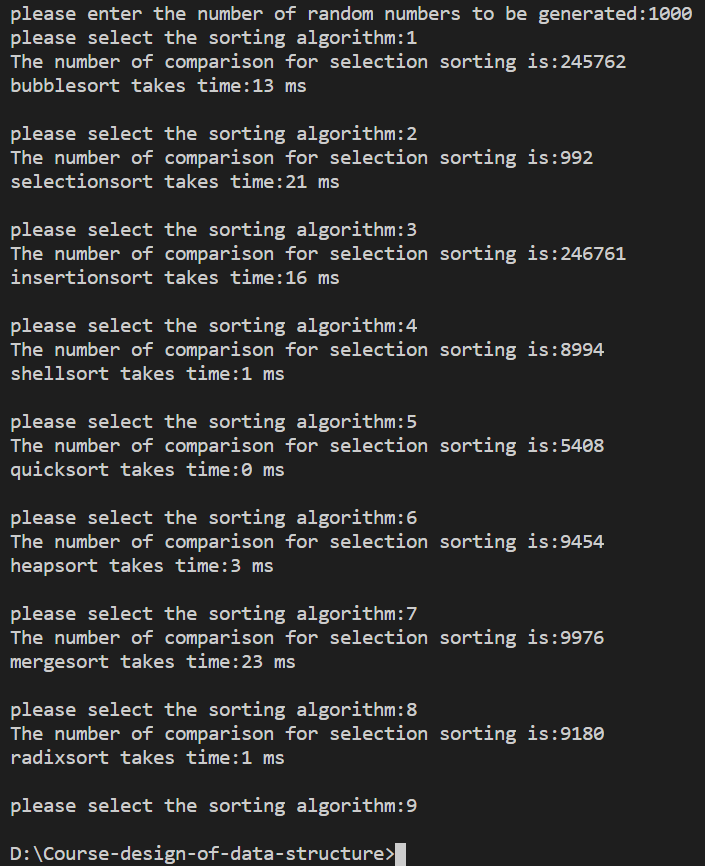 please enter the number of random numbers to be generated:1000
please select the sorting algorithm:1
The number of comparison for selection sorting is:245762
bubblesort takes time:13 ms
please select the sorting algorithm:2
The number of comparison for selection sorting is:992
selectionsort takes time:21 ms
please select the sorting algorithm:3
The number of comparison for selection sorting is:246761
insertionsort takes time:16 ms
please select the sorting algorithm:4
The number of comparison for selection sorting is:8994
shellsort takes time:1 ms
please select the sorting algorithm:5
The number of comparison for selection sorting is:5408
quicksort takes time:0 ms
please select the sorting algorithm:6
The number of comparison for selection sorting is:9454
heapsort takes time:3 ms
please select the sorting algorithm:7
The number of comparison for selection sorting is:9976
mergesort takes time:23 ms
please select the sorting algorithm:8
The number of comparison for selection sorting is:9180
radixsort takes time:1 ms
please select the sorting algorithm:9
D:\Course-design-of-data-structure>